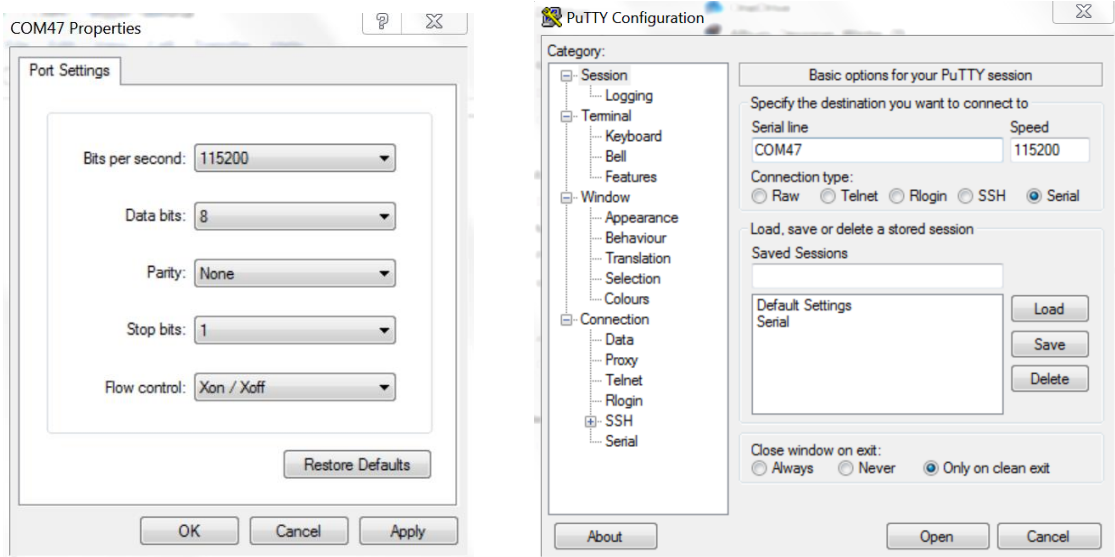 COM47 Properties
Port Settings
Bits per second: 115200
Data bits: 8
Parity: None
Stop bits: 1
Flow control: Xon / Xoff
Restore Defaults
OK Cancel Apply
PuTTY Configuration
Category:
Session
Logging
Terminal
Keyboard
Bell
Features
Window
Appearance
Behaviour
Translation
Selection
Colours
Connection
Data
Proxy
Telnet
Rlogin
SSH
Serial
Basic options for your PuTTY session
Specify the destination you want to connect to
Serial line Speed
COM47 115200
Connection type:
Raw Telnet Rlogin SSH Serial
Load, save or delete a stored session
Saved Sessions
Default Settings
Serial
Load
Save
Delete
Close window on exit:
Always Never Only on clean exit
About Open Cancel